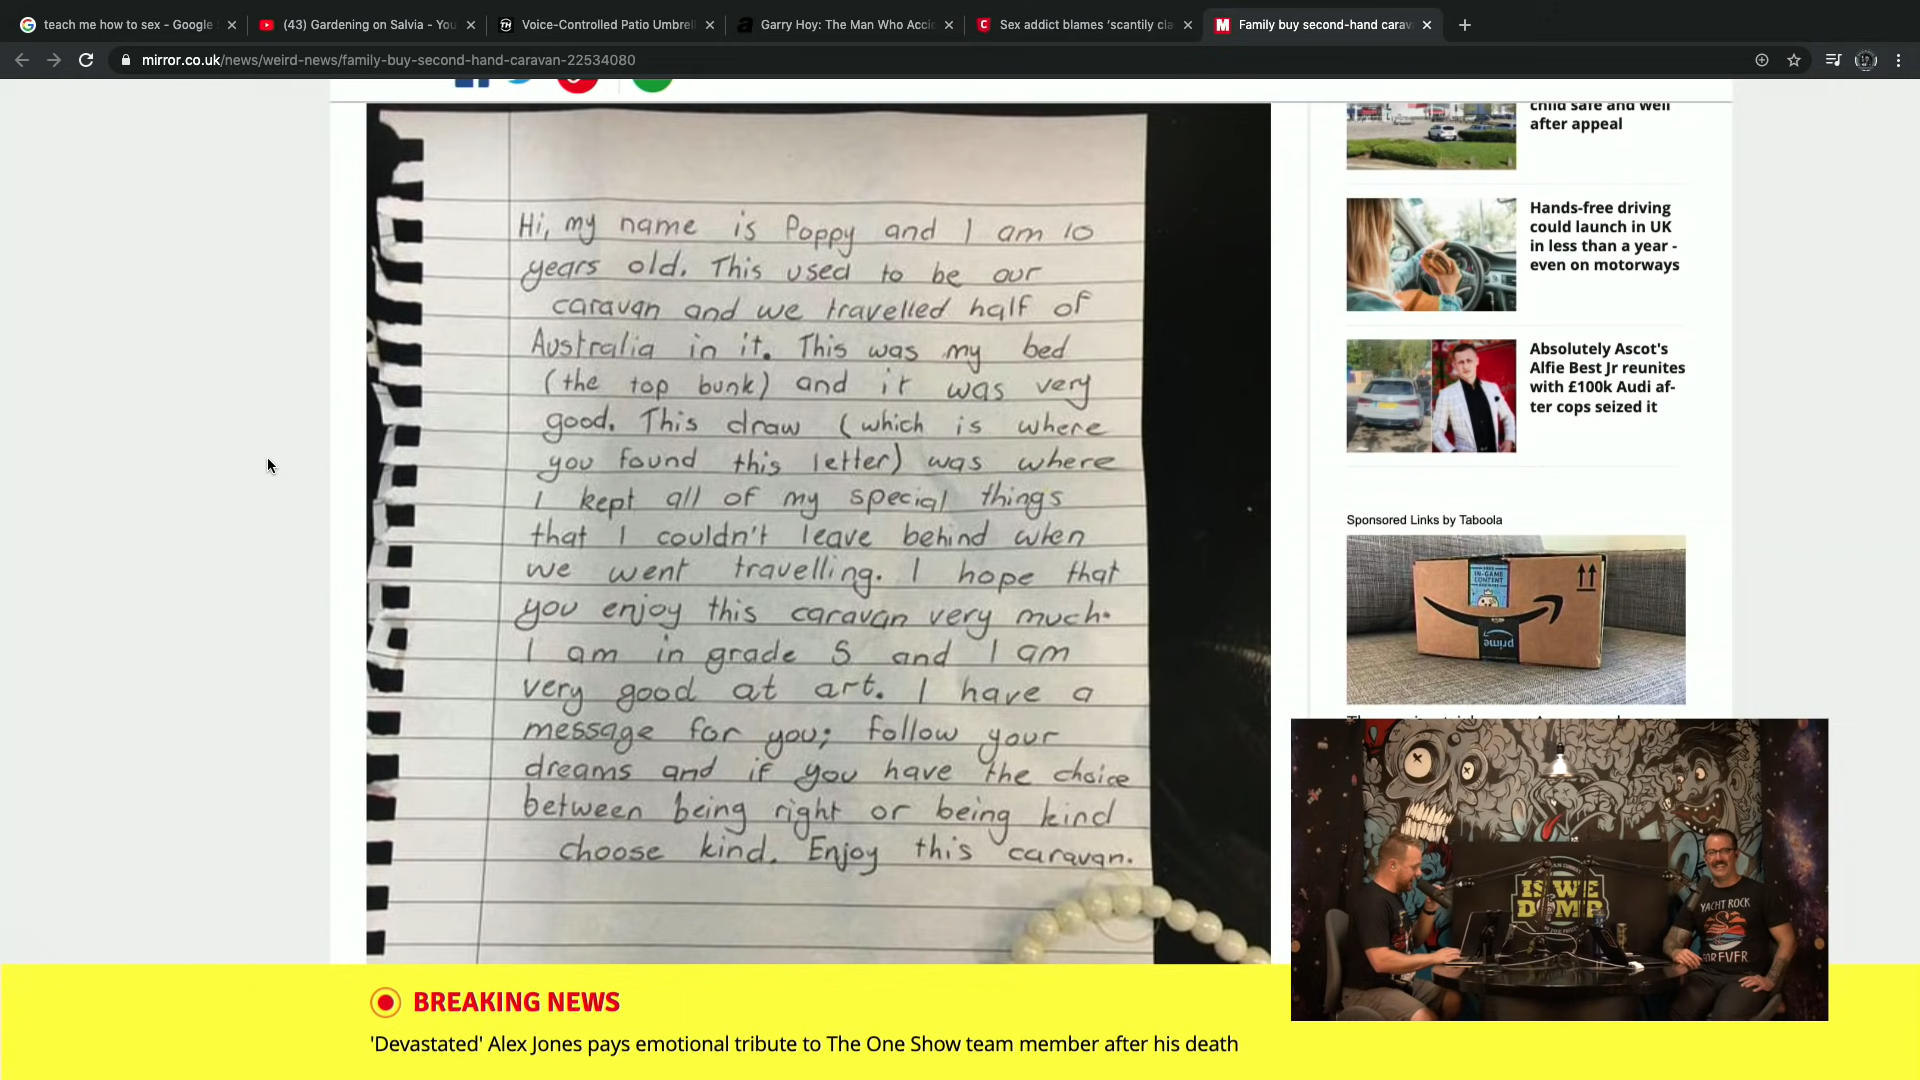 teach me how to sex - Google
(43) Gardening on Salvia - You
Voice-Controlled Patio Umbrel
Garry Hoy: The Man Who Acci
Sex addict blames 'scantily cla
Family buy second-hand carav
mirror.co.uk/news/weird-news/family-buy-second-hand-caravan-22534080
Hi, my name is Poppy and I am 10
years old. This used to be our
caravan and we travelled half of
Australia in it. This was my bed
(the top bunk) and it was very
good. This draw (which is where
you found this letter) was where
I kept all of my special things
that I couldn't leave behind when
we went travelling. I hope that
you enjoy this caravan very much.
I am in grade 5 and I am
very good at art. I have a
message for you; follow your
dreams and if you have the choice
between being right or being kind
choose kind. Enjoy this caravan.
child safe and well
after appeal
Hands-free driving
could launch in UK
in less than a year -
even on motorways
Absolutely Ascot's
Alfie Best Jr reunites
with £100k Audi af-
ter cops seized it
Sponsored Links by Taboola
IN-GAME
CONTENT
prime
IS WE
DUMB
YACHT ROCK
FOREVER
BREAKING NEWS
'Devastated' Alex Jones pays emotional tribute to The One Show team member after his death